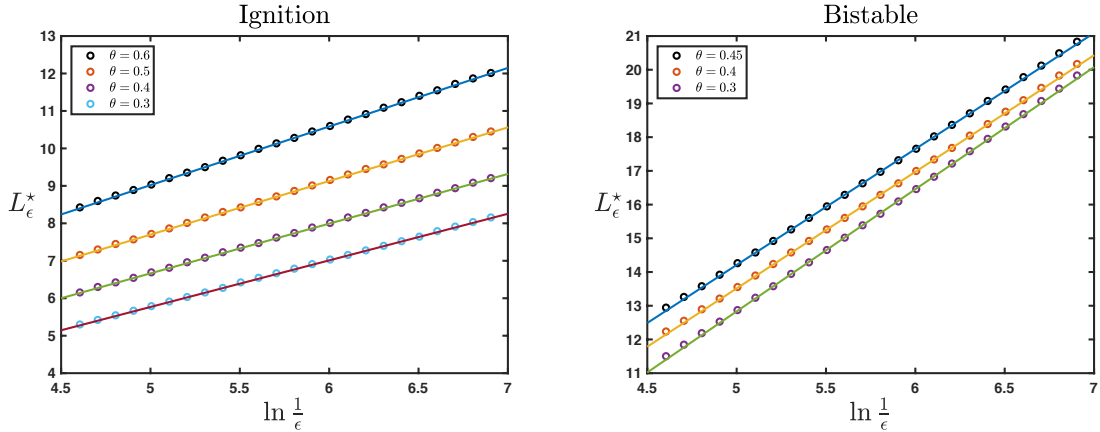 Ignition
13
12
11
10
9
8
7
6
5
4
L_ϵ^⋆
θ = 0.6
θ = 0.5
θ = 0.4
θ = 0.3
4.5 5 5.5 6 6.5 7
ln 1/ϵ
Bistable
21
20
19
18
17
16
15
14
13
12
11
L_ϵ^⋆
θ = 0.45
θ = 0.4
θ = 0.3
4.5 5 5.5 6 6.5 7
ln 1/ϵ